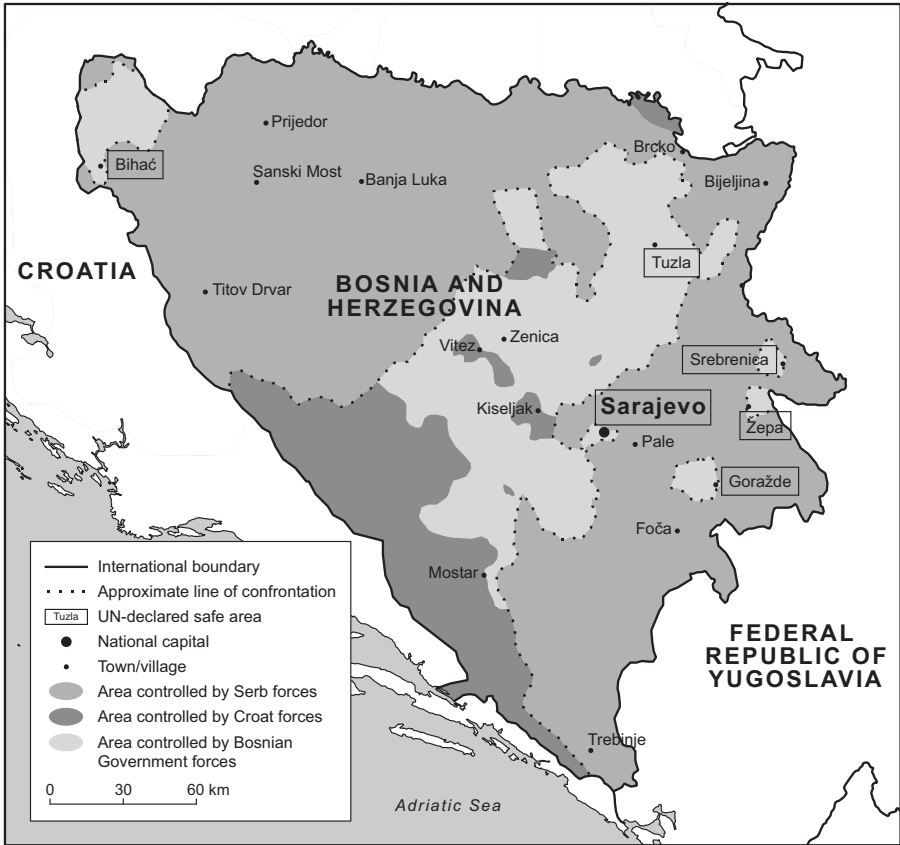 Prijedor
Brcko
Bihać
Sanski Most
Banja Luka
Bijeljina
CROATIA
Tuzla
BOSNIA AND
HERZEGOVINA
Titov Drvar
Zenica
Vitez
Srebrenica
Kiseljak
Sarajevo
Žepa
Pale
Goražde
Foča
Mostar
FEDERAL
REPUBLIC OF
YUGOSLAVIA
Trebinje
Adriatic Sea
International boundary
Approximate line of confrontation
Tuzla
UN-declared safe area
National capital
Town/village
Area controlled by Serb forces
Area controlled by Croat forces
Area controlled by Bosnian
Government forces
0 30 60 km